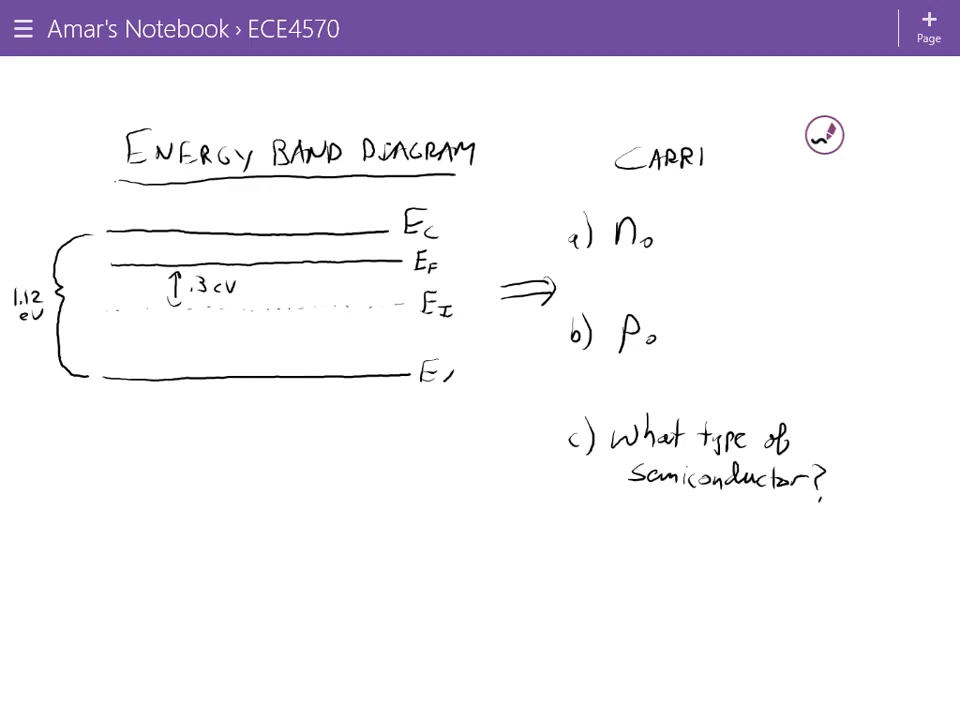 Amar's Notebook › ECE4570
Page
ENERGY BAND DIAGRAM
CARRI
EC
EF
.3 eV
EI
1.12
eV
a) no
b) po
c) What type of
semiconductor?